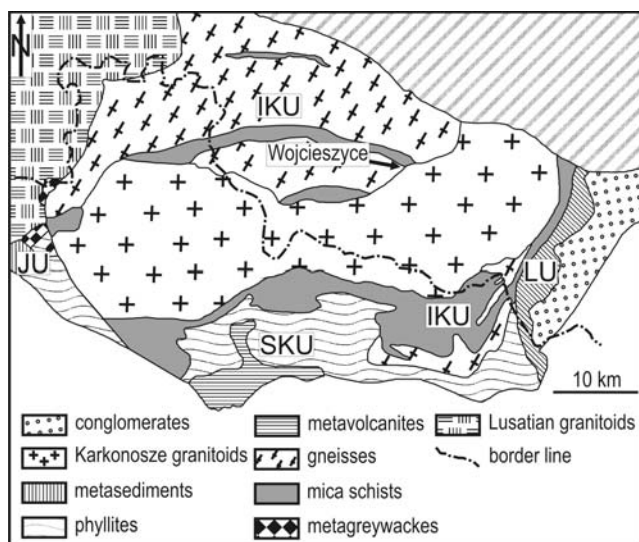 N
IKU
Wojcieszyce
JU
LU
IKU
SKU
10 km
conglomerates
metavolcanites
Lusatian granitoids
Karkonosze granitoids
gneisses
border line
metasediments
mica schists
phyllites
metagreywackes